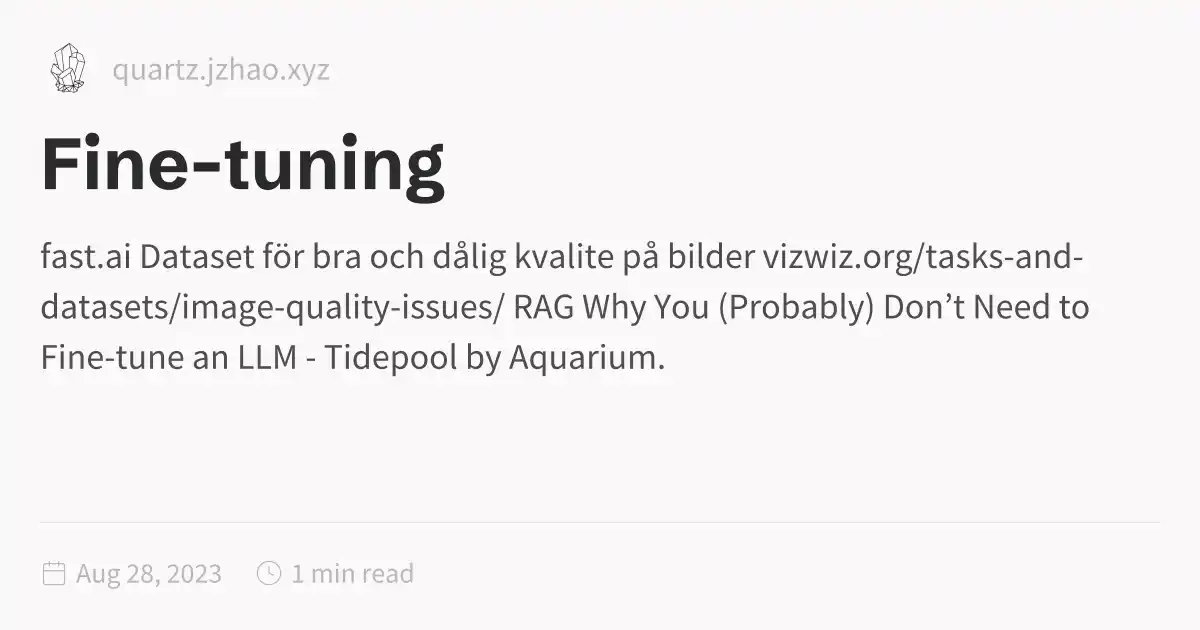 quartz.jzhao.xyz
Fine-tuning
fast.ai Dataset för bra och dålig kvalite på bilder vizwiz.org/tasks-and-
datasets/image-quality-issues/ RAG Why You (Probably) Don’t Need to
Fine-tune an LLM - Tidepool by Aquarium.
Aug 28, 2023 1 min read